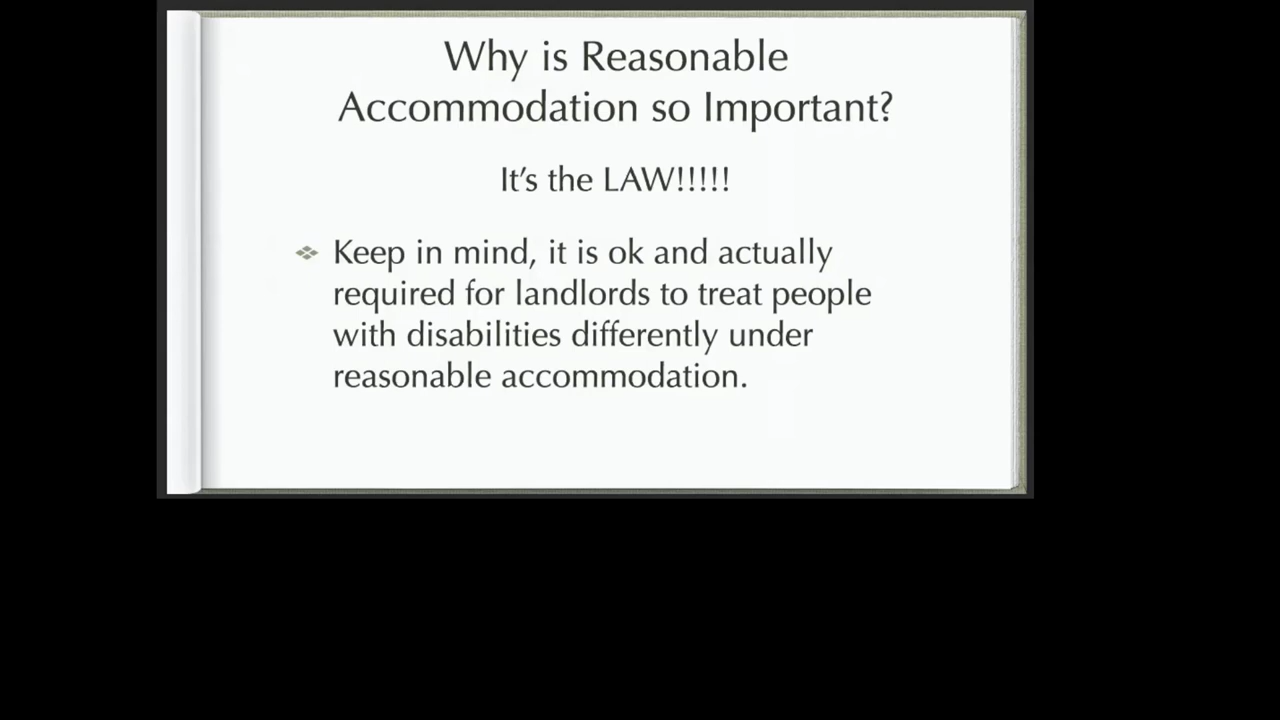 Why is Reasonable
Accommodation so Important?
It’s the LAW!!!!!
Keep in mind, it is ok and actually
required for landlords to treat people
with disabilities differently under
reasonable accommodation.